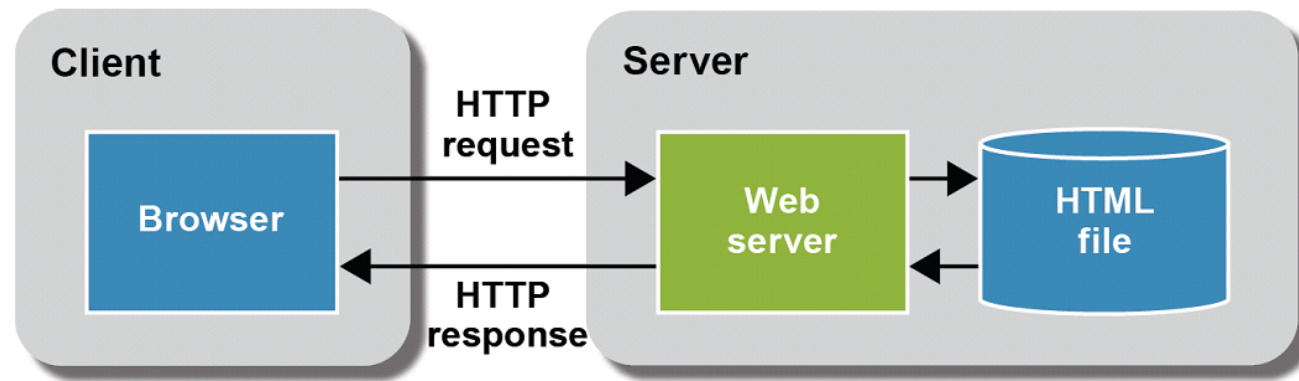 Client
Server
HTTP
request
Browser
Web
server
HTML
file
HTTP
response